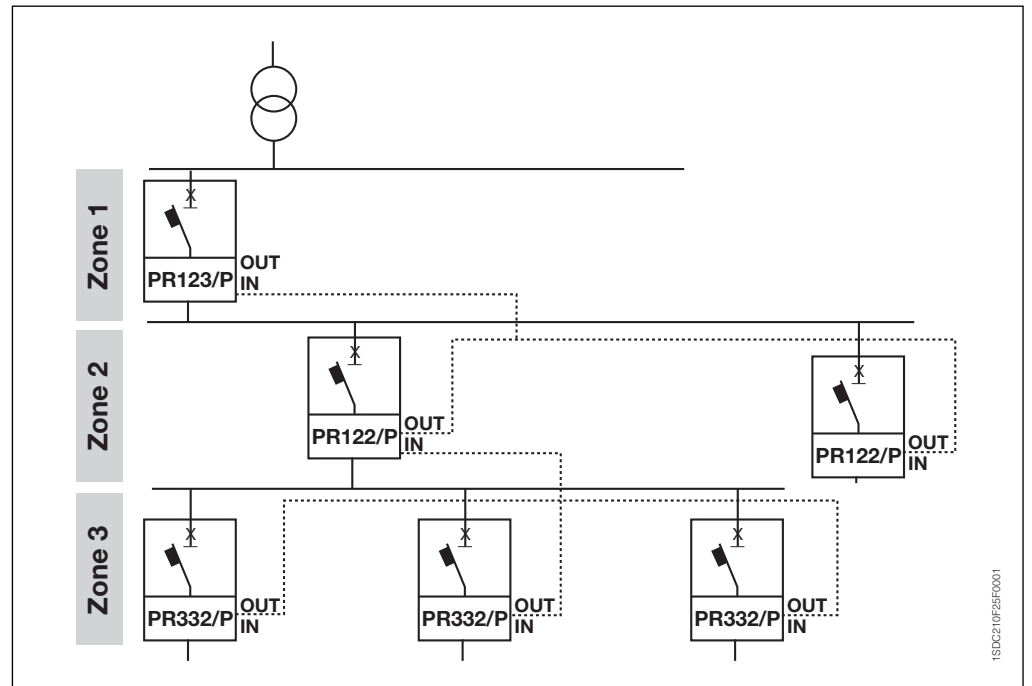 Zone 1
PR123/P
OUT
IN
Zone 2
PR122/P
OUT
IN
PR122/P
OUT
IN
Zone 3
PR332/P
OUT
IN
PR332/P
OUT
IN
PR332/P
OUT
IN
1SDC210F25F0001